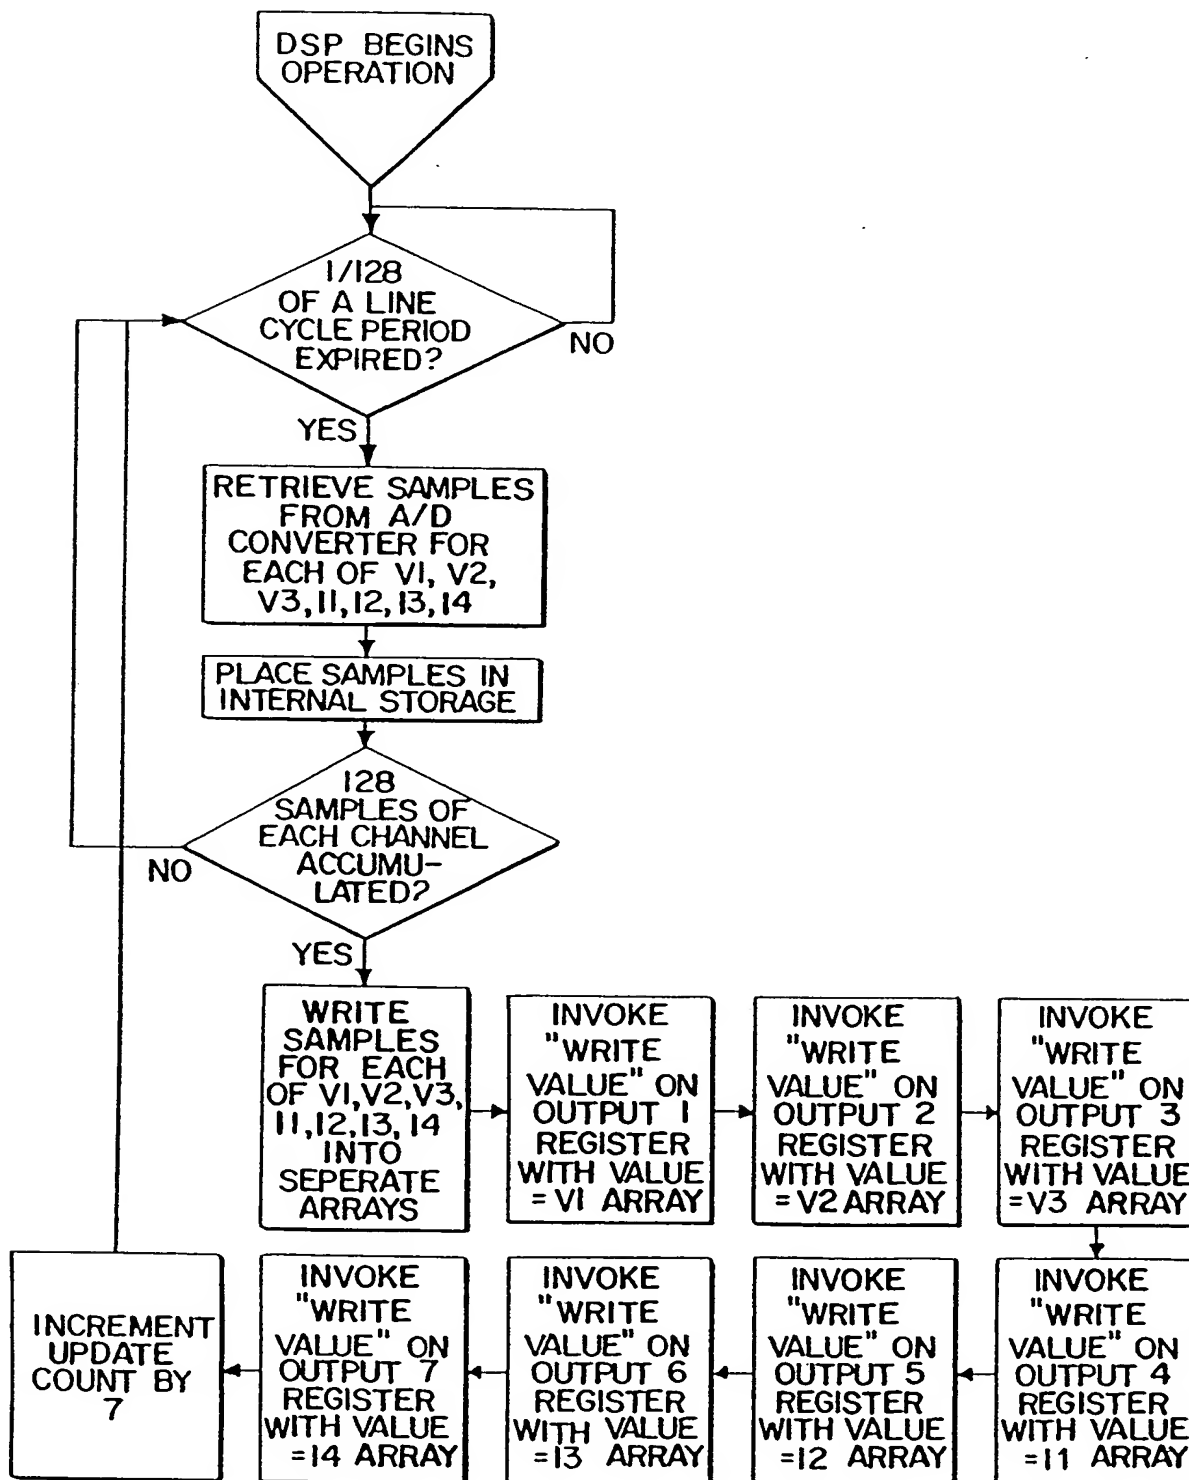 DSP BEGINS
OPERATION
1/128
OF A LINE
CYCLE PERIOD
EXPIRED?
NO
YES
RETRIEVE SAMPLES
FROM A/D
CONVERTER FOR
EACH OF V1, V2,
V3, I1, I2, I3, I4
PLACE SAMPLES IN
INTERNAL STORAGE
128
SAMPLES OF
EACH CHANNEL
ACCUMU-
LATED?
NO
YES
WRITE
SAMPLES
FOR EACH
OF V1, V2, V3,
I1, I2, I3, I4
INTO
SEPERATE
ARRAYS
INVOKE
"WRITE
VALUE" ON
OUTPUT 1
REGISTER
WITH VALUE
= V1 ARRAY
INVOKE
"WRITE
VALUE" ON
OUTPUT 2
REGISTER
WITH VALUE
= V2 ARRAY
INVOKE
"WRITE
VALUE" ON
OUTPUT 3
REGISTER
WITH VALUE
= V3 ARRAY
INVOKE
"WRITE
VALUE" ON
OUTPUT 4
REGISTER
WITH VALUE
= I1 ARRAY
INVOKE
"WRITE
VALUE" ON
OUTPUT 5
REGISTER
WITH VALUE
= I2 ARRAY
INVOKE
"WRITE
VALUE" ON
OUTPUT 6
REGISTER
WITH VALUE
= I3 ARRAY
INVOKE
"WRITE
VALUE" ON
OUTPUT 7
REGISTER
WITH VALUE
= I4 ARRAY
INCREMENT
UPDATE
COUNT BY
7